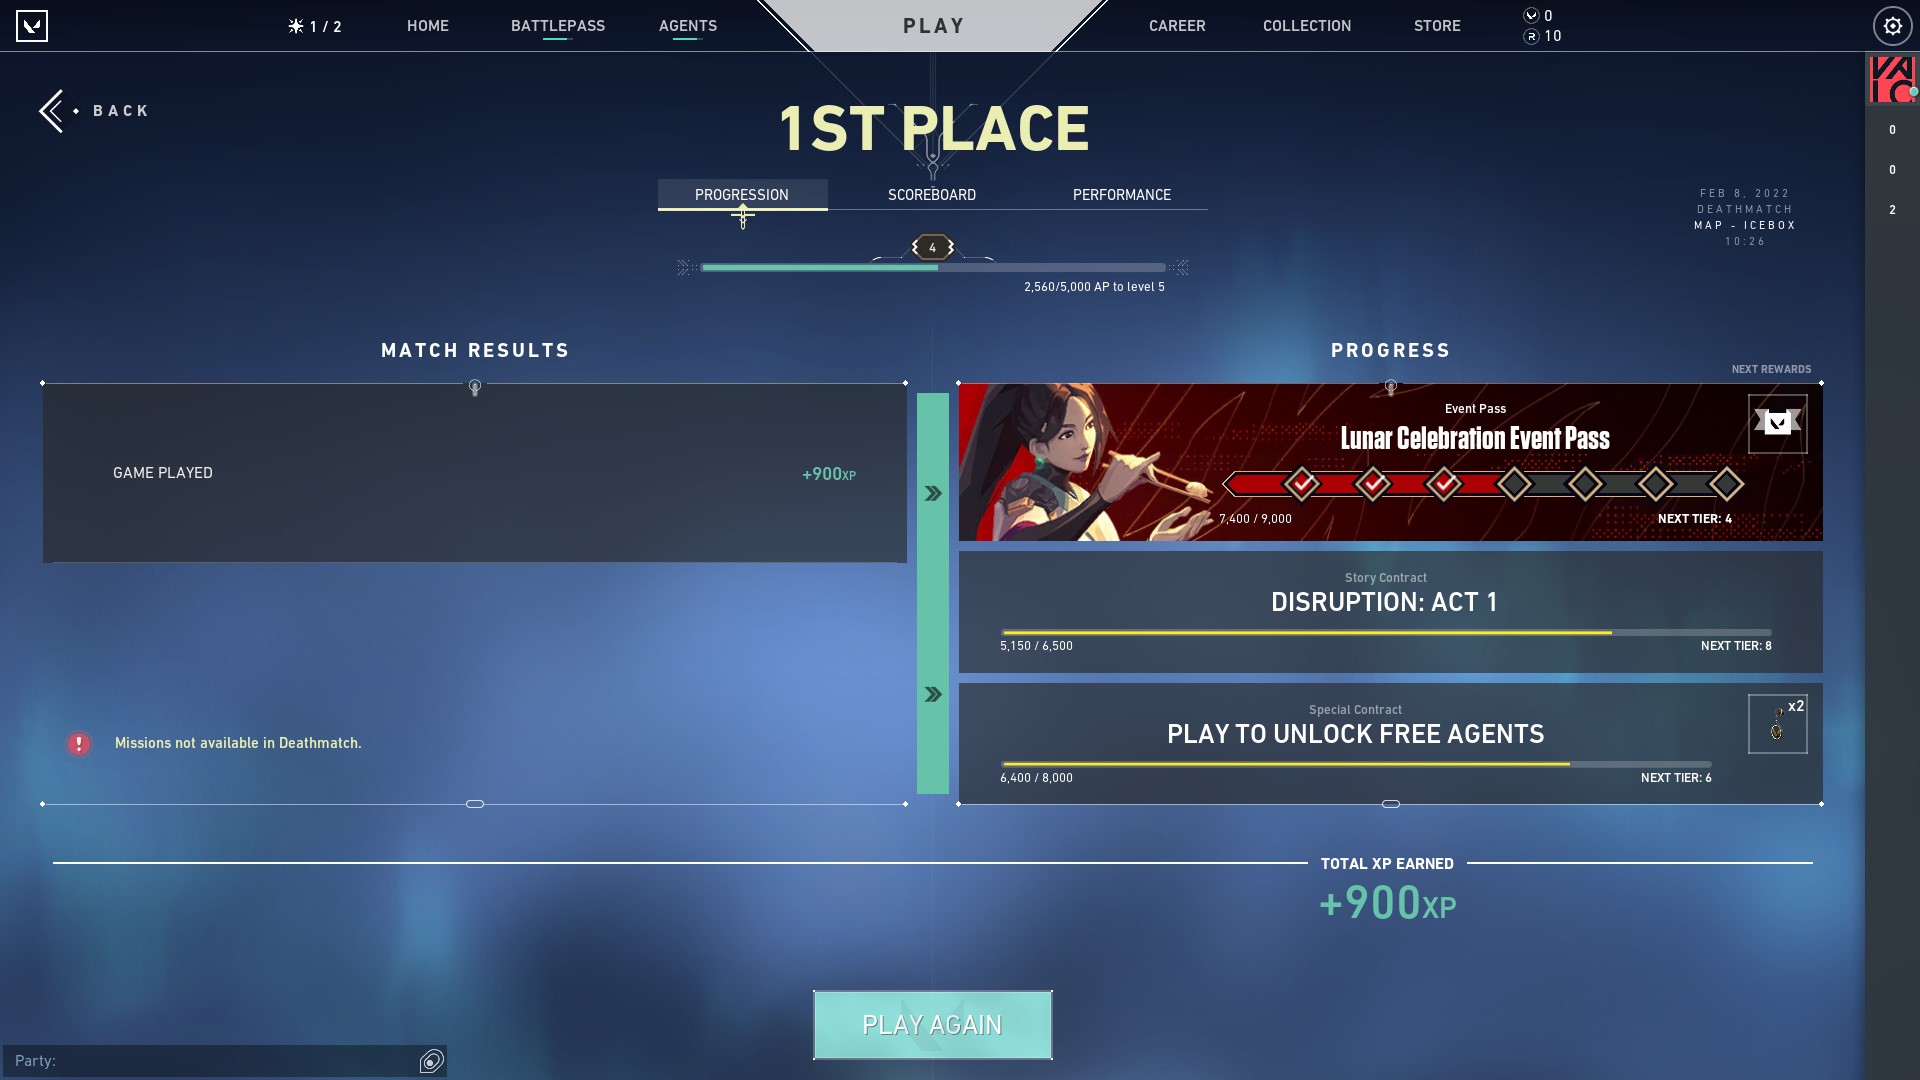 1 / 2
HOME
BATTLEPASS
AGENTS
PLAY
CAREER
COLLECTION
STORE
0
10
BACK
1ST PLACE
PROGRESSION
SCOREBOARD
PERFORMANCE
FEB 8, 2022
DEATHMATCH
MAP - ICEBOX
10:26
0
0
2
4
2,560/5,000 AP to level 5
MATCH RESULTS
GAME PLAYED
+900XP
Missions not available in Deathmatch.
PROGRESS
NEXT REWARDS
Event Pass
Lunar Celebration Event Pass
7,400 / 9,000
NEXT TIER: 4
Story Contract
DISRUPTION: ACT 1
5,150 / 6,500
NEXT TIER: 8
Special Contract
PLAY TO UNLOCK FREE AGENTS
x2
6,400 / 8,000
NEXT TIER: 6
TOTAL XP EARNED
+900XP
PLAY AGAIN
Party: